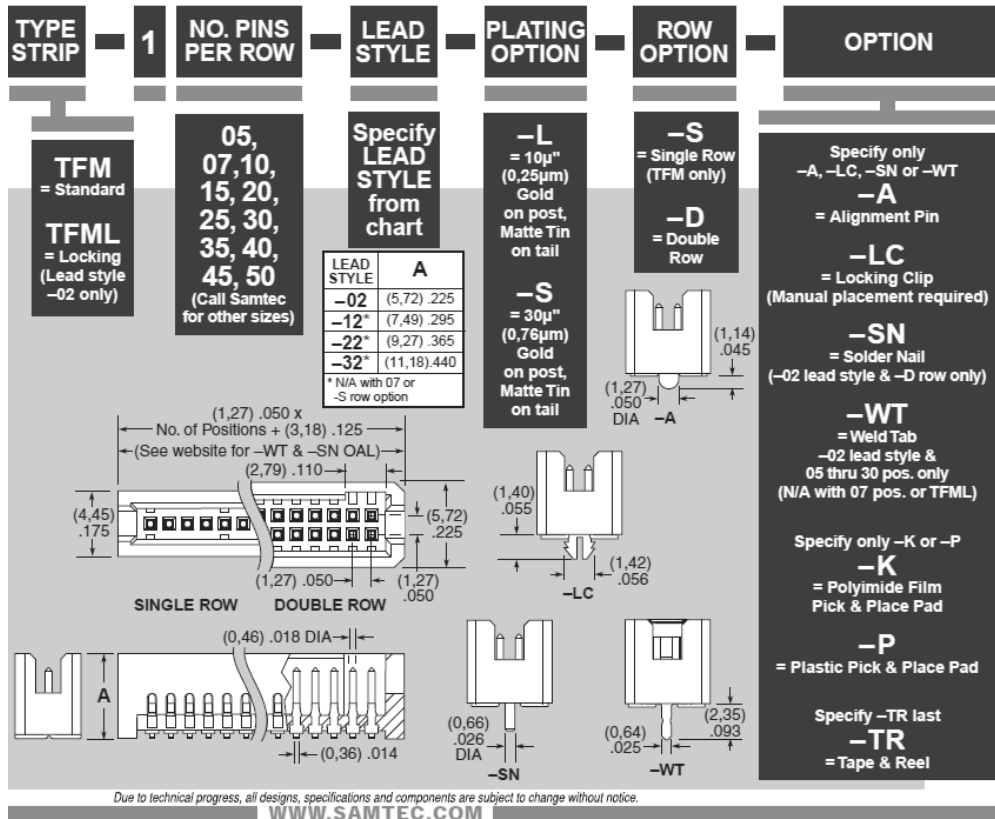 TYPE
STRIP
1
NO. PINS
PER ROW
LEAD
STYLE
PLATING
OPTION
ROW
OPTION
OPTION
TFM
= Standard
TFML
= Locking
(Lead style
–02 only)
05,
07,10,
15, 20,
25, 30,
35, 40,
45, 50
(Call Samtec
for other sizes)
Specify
LEAD
STYLE
from
chart
LEAD
STYLE
A
–02 (5,72) .225
–12* (7,49) .295
–22* (9,27) .365
–32* (11,18).440
* N/A with 07 or
-S row option
–L
= 10µ"
(0,25µm)
Gold
on post,
Matte Tin
on tail
–S
= 30µ"
(0,76µm)
Gold
on post,
Matte Tin
on tail
–S
= Single Row
(TFM only)
–D
= Double
Row
Specify only
–A, –LC, –SN or –WT
–A
= Alignment Pin
–LC
= Locking Clip
(Manual placement required)
–SN
= Solder Nail
(–02 lead style & –D row only)
–WT
= Weld Tab
–02 lead style &
05 thru 30 pos. only
(N/A with 07 pos. or TFML)
Specify only –K or –P
–K
= Polyimide Film
Pick & Place Pad
–P
= Plastic Pick & Place Pad
Specify –TR last
–TR
= Tape & Reel
(1,14)
.045
(1,27)
.050
DIA
–A
(1,27) .050 x
No. of Positions + (3,18) .125
(See website for –WT & –SN OAL)
(2,79) .110
(4,45)
.175
(5,72)
.225
(1,27) .050
(1,27)
.050
SINGLE ROW
DOUBLE ROW
(1,40)
.055
(1,42)
.056
–LC
(0,46) .018 DIA
A
(0,36) .014
(0,66)
.026
DIA
–SN
(0,64)
.025
(2,35)
.093
–WT
Due to technical progress, all designs, specifications and components are subject to change without notice.
WWW.SAMTEC.COM